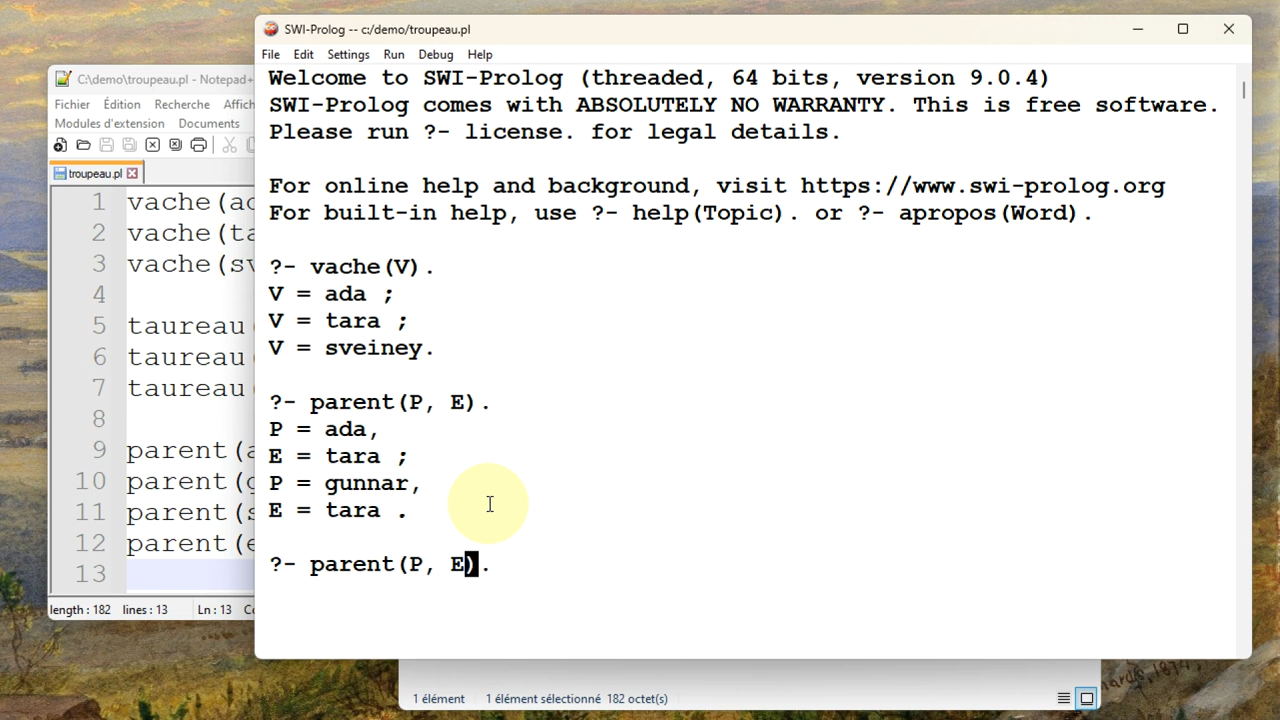 SWI-Prolog -- c:/demo/troupeau.pl
File Edit Settings Run Debug Help
Welcome to SWI-Prolog (threaded, 64 bits, version 9.0.4)
SWI-Prolog comes with ABSOLUTELY NO WARRANTY. This is free software.
Please run ?- license. for legal details.
For online help and background, visit https://www.swi-prolog.org
For built-in help, use ?- help(Topic). or ?- apropos(Word).
?- vache(V).
V = ada ;
V = tara ;
V = sveiney.
?- parent(P, E).
P = ada,
E = tara ;
P = gunnar,
E = tara .
?- parent(P, E).
C:\demo\troupeau.pl - Notepad+
Fichier Édition Recherche Affich
Modules d'extension Documents
troupeau.pl
1 vache(
2 vache(ta
3 vache(sv
4
5 taureau
6 taureau
7 taureau
8
9 parent(
10 parent(
11 parent(
12 parent(
13
length : 182 lines : 13 Ln : 13
1 élément 1 élément sélectionné 182 octet(s)